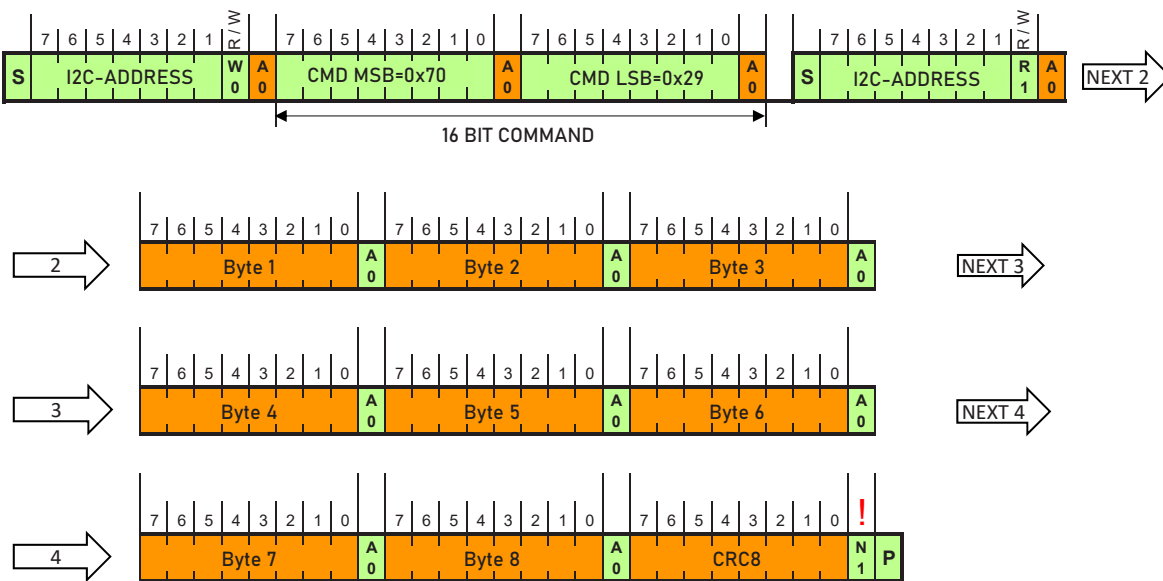 7 6 5 4 3 2 1 R / W 7 6 5 4 3 2 1 0 7 6 5 4 3 2 1 0 7 6 5 4 3 2 1 R / W
S I2C-ADDRESS W 0 A 0 CMD MSB=0x70 A 0 CMD LSB=0x29 A 0 S I2C-ADDRESS R 1 A 0 NEXT 2
16 BIT COMMAND
7 6 5 4 3 2 1 0 7 6 5 4 3 2 1 0 7 6 5 4 3 2 1 0
2 Byte 1 A 0 Byte 2 A 0 Byte 3 A 0 NEXT 3
7 6 5 4 3 2 1 0 7 6 5 4 3 2 1 0 7 6 5 4 3 2 1 0
3 Byte 4 A 0 Byte 5 A 0 Byte 6 A 0 NEXT 4
7 6 5 4 3 2 1 0 7 6 5 4 3 2 1 0 7 6 5 4 3 2 1 0 !
4 Byte 7 A 0 Byte 8 A 0 CRC8 N 1 P